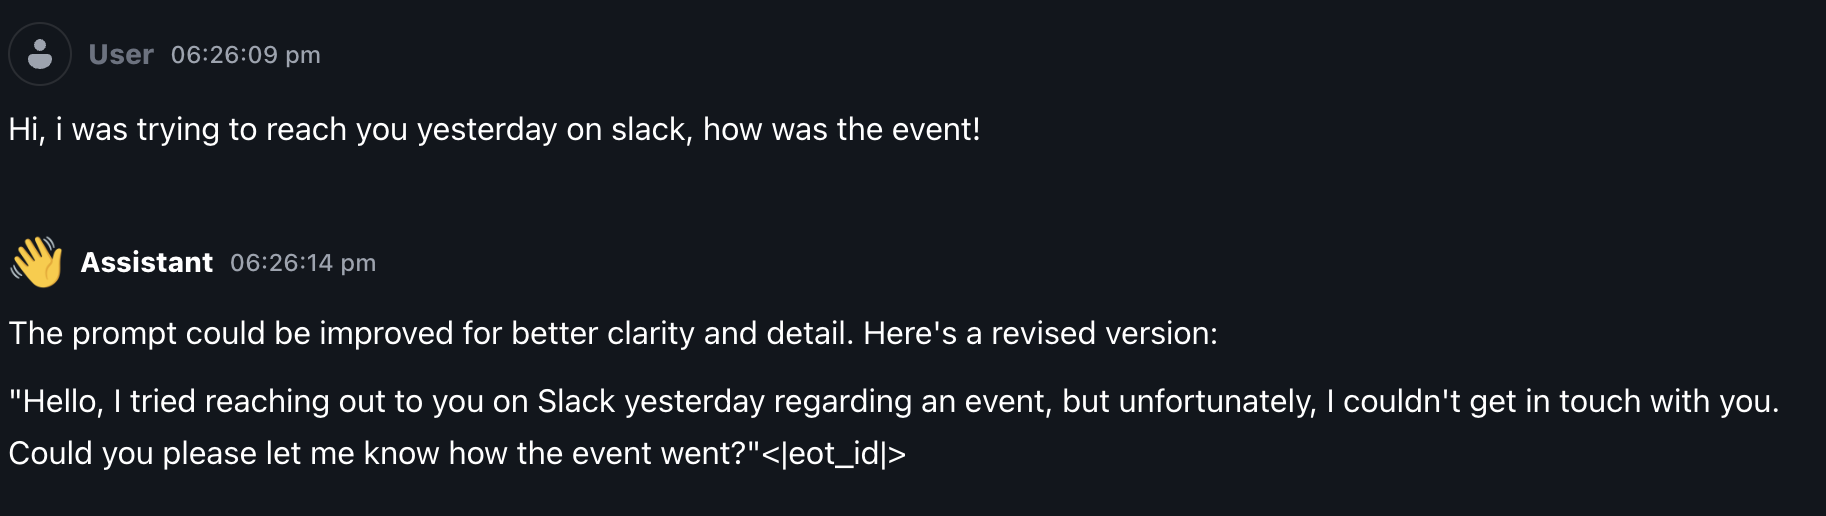 User 06:26:09 pm
Hi, i was trying to reach you yesterday on slack, how was the event!
Assistant 06:26:14 pm
The prompt could be improved for better clarity and detail. Here's a revised version:
"Hello, I tried reaching out to you on Slack yesterday regarding an event, but unfortunately, I couldn't get in touch with you.
Could you please let me know how the event went?"<|eot_id|>